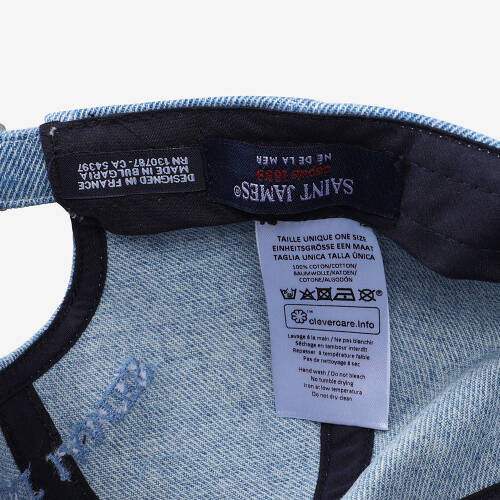 DESIGNED IN FRANCE
MADE IN BULGARIA
RN 130787 - CA 54397
SAINT JAMES®
depuis 1889
NÉ DE LA MER
TAILLE UNIQUE ONE SIZE
EINHEITSGRÖSSE EEN MAAT
TAGLIA UNICA TALLA ÚNICA
100% COTON/COTTON/
BAUMWOLLE/KATOEN/
COTONE/ALGODÓN
clevercare.info
Lavage à la main / Ne pas blanchir
Séchage en tambour interdit
Repasser à température faible
Pas de nettoyage à sec
Hand wash / Do not bleach
No tumble drying
Iron at low temperature
Do not dry clean